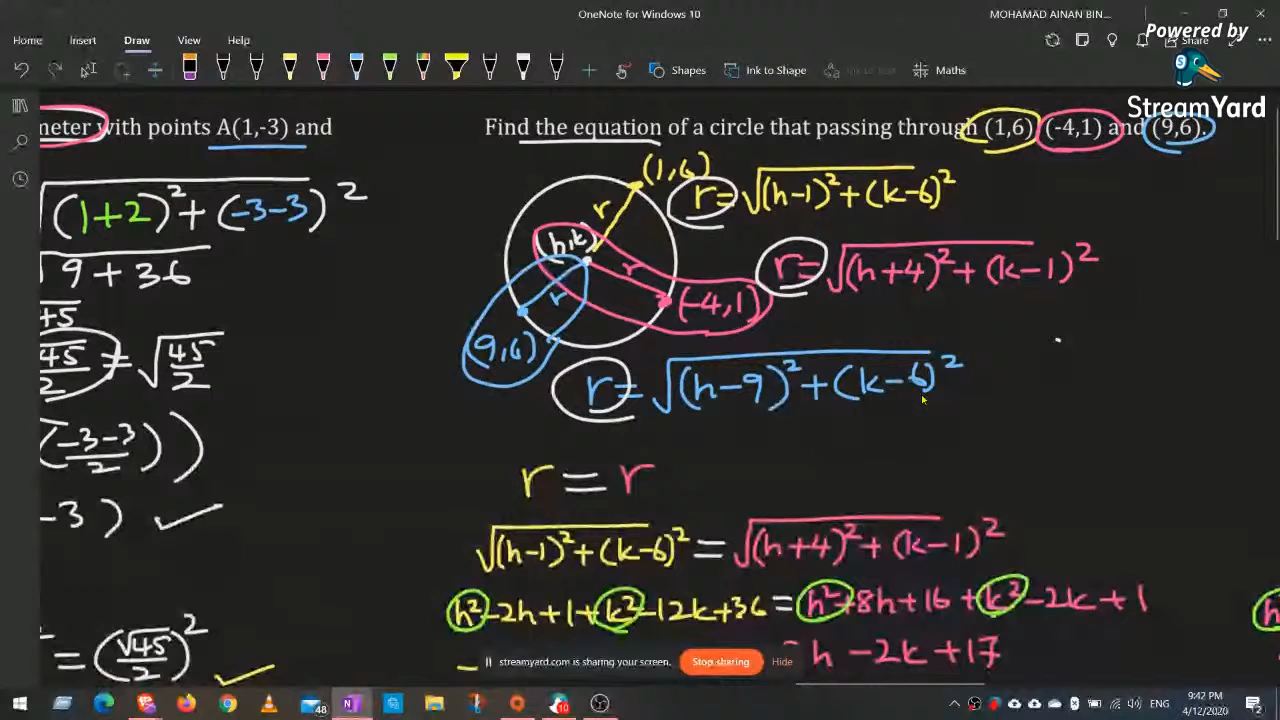 OneNote for Windows 10
MOHAMAD AINAN BIN...
Powered by
StreamYard
Home Insert Draw View Help
Share
Shapes Ink to Shape Ink to Text Maths
meter with points A(1,-3) and
(1+2)² + (-3-3)²
9 + 36
45
√(45/2)
(-3-3)/2))
-3)
= (√45/2)²
Find the equation of a circle that passing through (1,6) (-4,1) and (9,6).
(1,6)
r
(h,k)
r
r
(-4,1)
(9,6)
r = √(h-1)²+(k-6)²
r = √(h+4)²+(k-1)²
r = √(h-9)²+(k-6)²
r = r
√(h-1)²+(k-6)² = √(h+4)²+(k-1)²
h²-2h+1+k²-12k+36 = h²+8h+16+k²-2k+1
h - 2k + 17
streamyard.com is sharing your screen. Stop sharing Hide
48
10
ENG
9:42 PM
4/12/2020
2